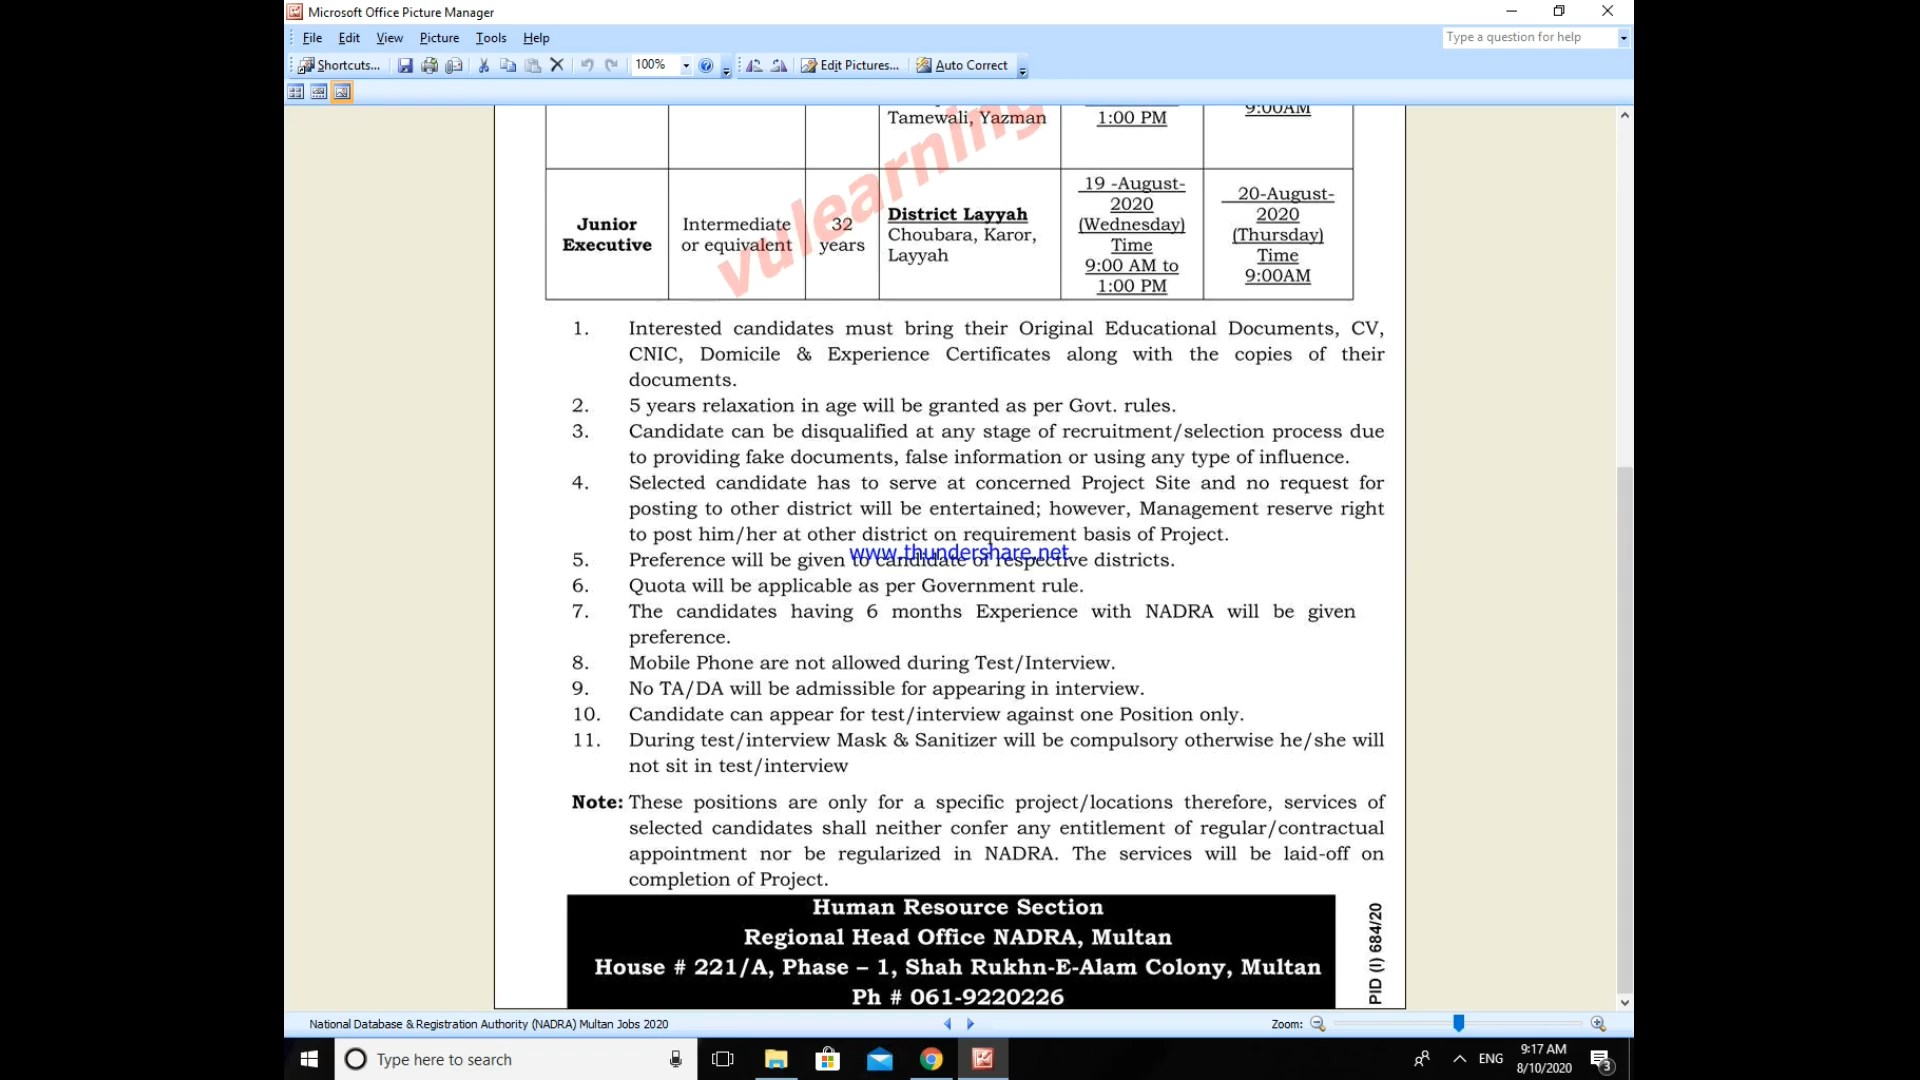 Microsoft Office Picture Manager
File Edit View Picture Tools Help
Type a question for help
Shortcuts... 100% Edit Pictures... Auto Correct
Tamewali, Yazman 1:00 PM 9:00AM
Junior Executive
Intermediate or equivalent
32 years
District Layyah
Choubara, Karor,
Layyah
19 -August-
2020
(Wednesday)
Time
9:00 AM to
1:00 PM
20-August-
2020
(Thursday)
Time
9:00AM
vulearning
1. Interested candidates must bring their Original Educational Documents, CV,
CNIC, Domicile & Experience Certificates along with the copies of their
documents.
2. 5 years relaxation in age will be granted as per Govt. rules.
3. Candidate can be disqualified at any stage of recruitment/selection process due
to providing fake documents, false information or using any type of influence.
4. Selected candidate has to serve at concerned Project Site and no request for
posting to other district will be entertained; however, Management reserve right
to post him/her at other district on requirement basis of Project.
www.thundershare.net
5. Preference will be given to candidate of respective districts.
6. Quota will be applicable as per Government rule.
7. The candidates having 6 months Experience with NADRA will be given
preference.
8. Mobile Phone are not allowed during Test/Interview.
9. No TA/DA will be admissible for appearing in interview.
10. Candidate can appear for test/interview against one Position only.
11. During test/interview Mask & Sanitizer will be compulsory otherwise he/she will
not sit in test/interview
Note: These positions are only for a specific project/locations therefore, services of
selected candidates shall neither confer any entitlement of regular/contractual
appointment nor be regularized in NADRA. The services will be laid-off on
completion of Project.
Human Resource Section
Regional Head Office NADRA, Multan
House # 221/A, Phase – 1, Shah Rukhn-E-Alam Colony, Multan
Ph # 061-9220226
PID (I) 684/20
National Database & Registration Authority (NADRA) Multan Jobs 2020
Zoom:
Type here to search
ENG
9:17 AM
8/10/2020
3